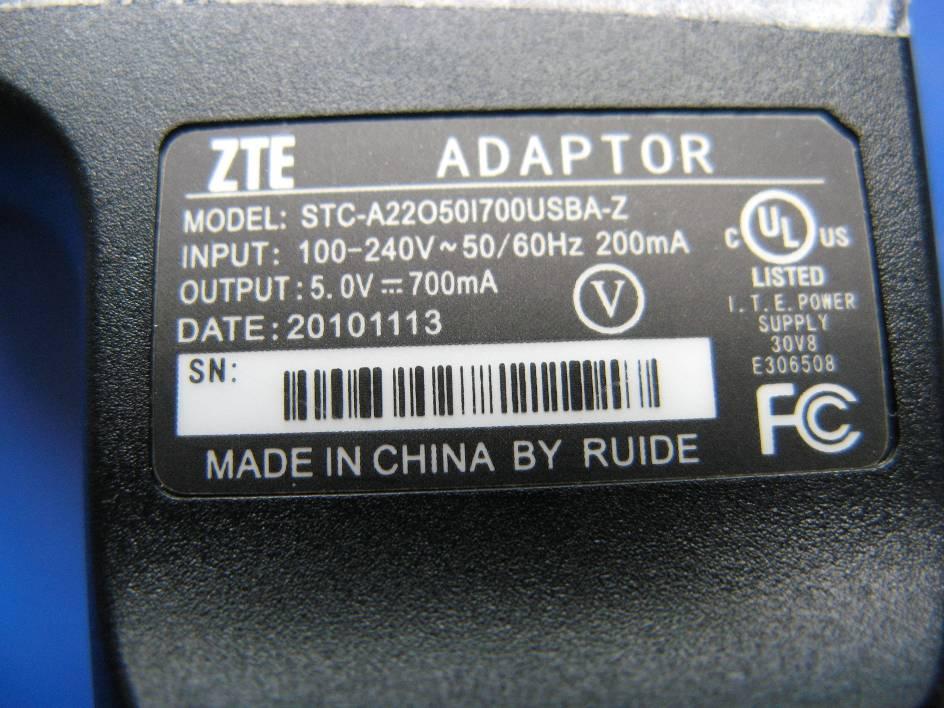 ZTE ADAPTOR
MODEL: STC-A22O50I700USBA-Z
INPUT: 100-240V~50/60Hz 200mA
OUTPUT: 5.0V⎓700mA
DATE: 20101113
V
C UL US
LISTED
I.T.E. POWER
SUPPLY
30V8
E306508
SN:
FC
MADE IN CHINA BY RUIDE